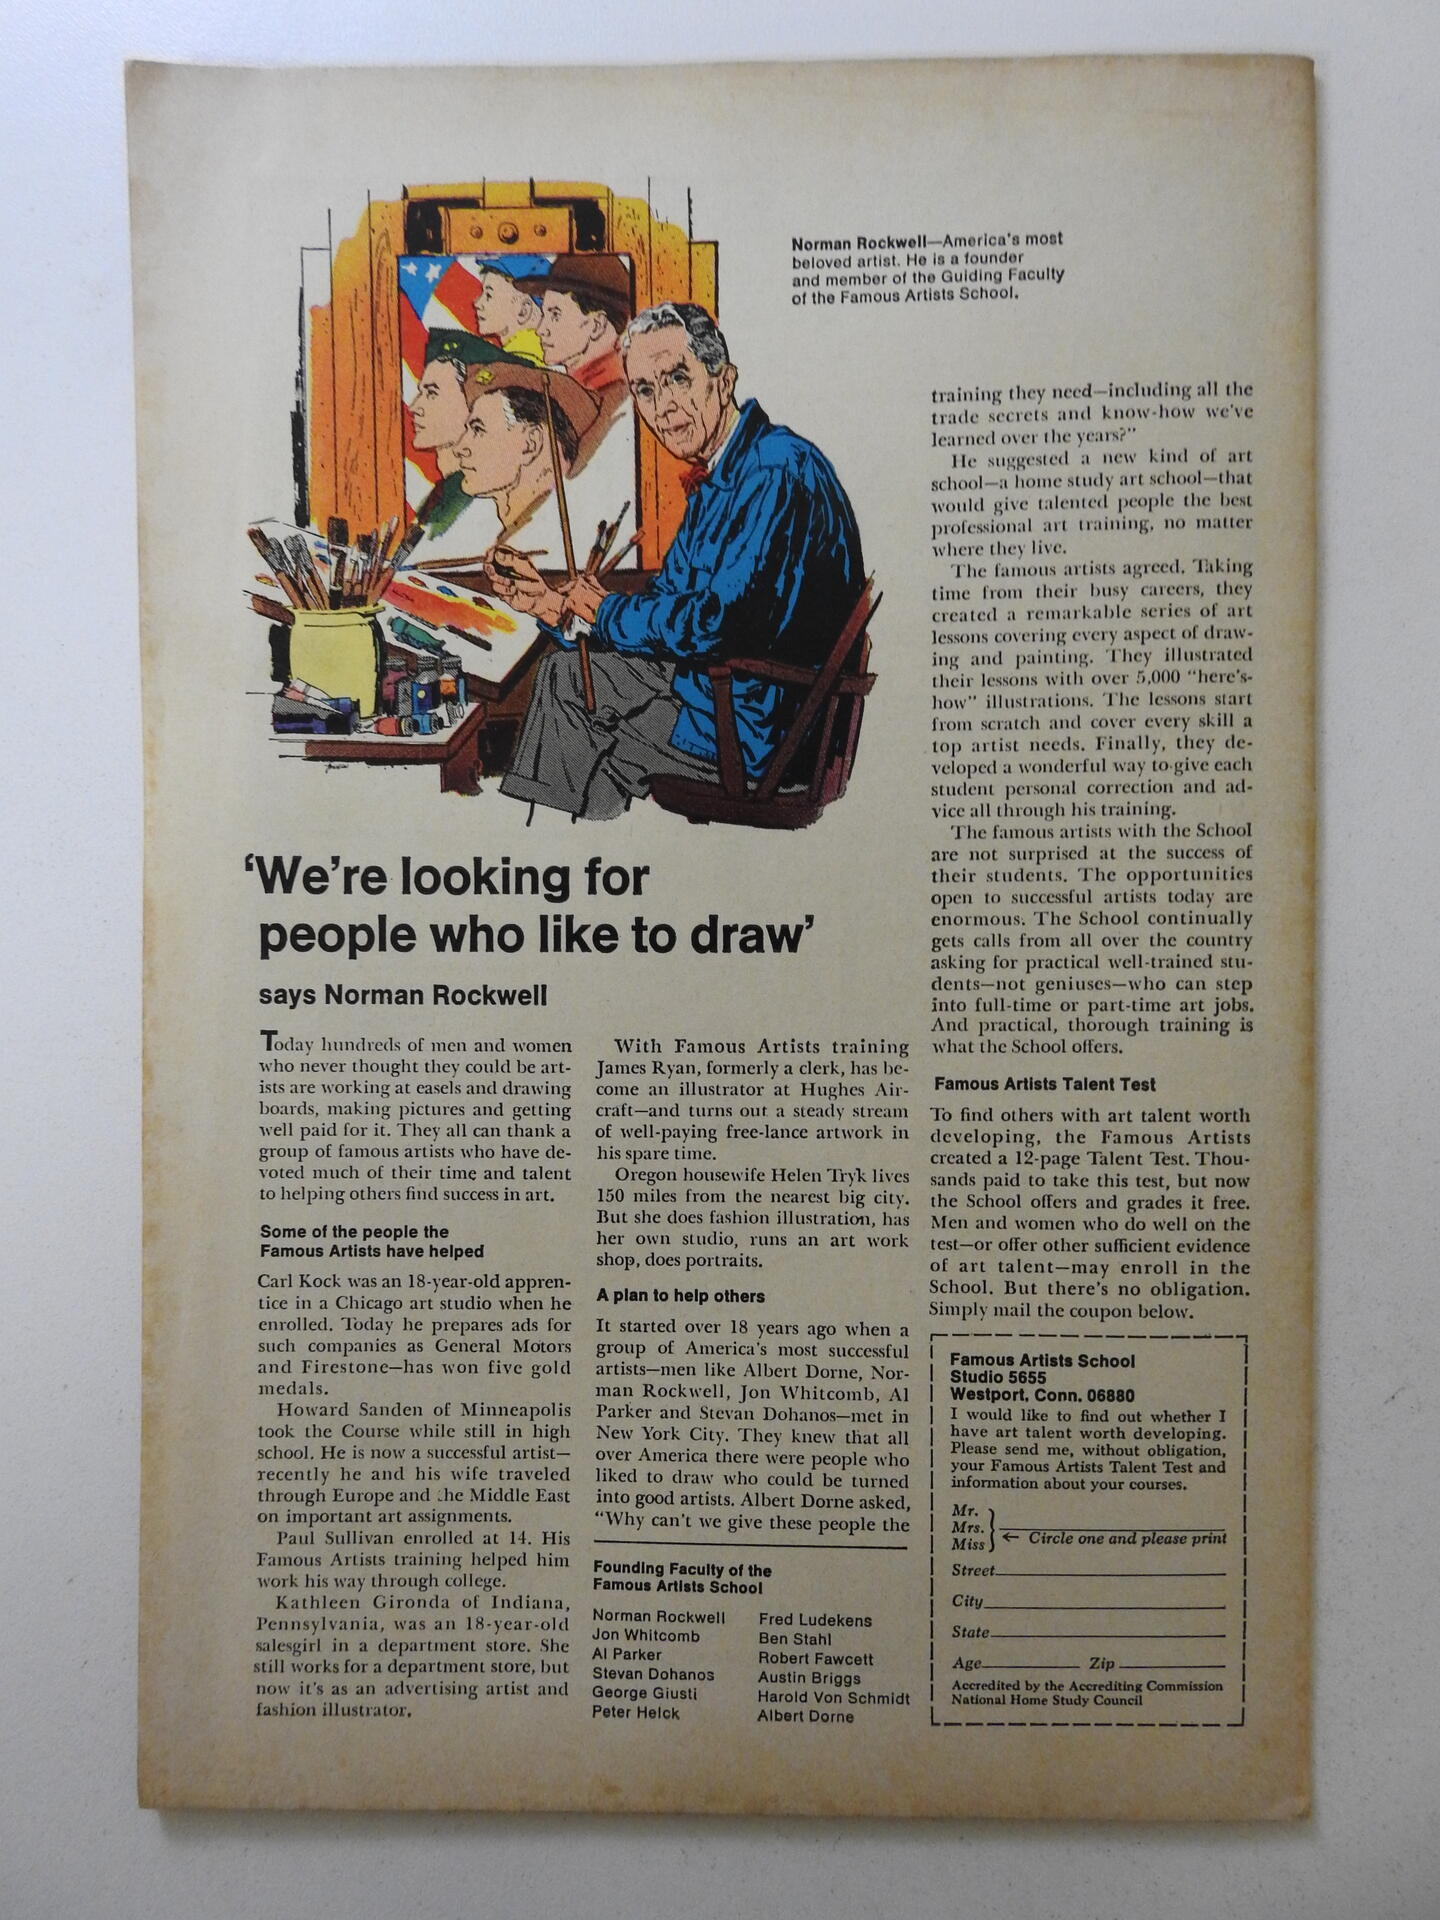 Norman Rockwell—America's most
beloved artist. He is a founder
and member of the Guiding Faculty
of the Famous Artists School.
‘We're looking for
people who like to draw’
says Norman Rockwell
Today hundreds of men and women
who never thought they could be art-
ists are working at easels and drawing
boards, making pictures and getting
well paid for it. They all can thank a
group of famous artists who have de-
voted much of their time and talent
to helping others find success in art.
Some of the people the
Famous Artists have helped
Carl Kock was an 18-year-old appren-
tice in a Chicago art studio when he
enrolled. Today he prepares ads for
such companies as General Motors
and Firestone—has won five gold
medals.
Howard Sanden of Minneapolis
took the Course while still in high
school. He is now a successful artist—
recently he and his wife traveled
through Europe and the Middle East
on important art assignments.
Paul Sullivan enrolled at 14. His
Famous Artists training helped him
work his way through college.
Kathleen Gironda of Indiana,
Pennsylvania, was an 18-year-old
salesgirl in a department store. She
still works for a department store, but
now it's as an advertising artist and
fashion illustrator.
With Famous Artists training
James Ryan, formerly a clerk, has be-
come an illustrator at Hughes Air-
craft—and turns out a steady stream
of well-paying free-lance artwork in
his spare time.
Oregon housewife Helen Tryk lives
150 miles from the nearest big city.
But she does fashion illustration, has
her own studio, runs an art work
shop, does portraits.
A plan to help others
It started over 18 years ago when a
group of America's most successful
artists—men like Albert Dorne, Nor-
man Rockwell, Jon Whitcomb, Al
Parker and Stevan Dohanos—met in
New York City. They knew that all
over America there were people who
liked to draw who could be turned
into good artists. Albert Dorne asked,
“Why can't we give these people the
Founding Faculty of the
Famous Artists School
Norman Rockwell
Jon Whitcomb
Al Parker
Stevan Dohanos
George Giusti
Peter Helck
Fred Ludekens
Ben Stahl
Robert Fawcett
Austin Briggs
Harold Von Schmidt
Albert Dorne
training they need—including all the
trade secrets and know-how we've
learned over the years?”
He suggested a new kind of art
school—a home study art school—that
would give talented people the best
professional art training, no matter
where they live.
The famous artists agreed. Taking
time from their busy careers, they
created a remarkable series of art
lessons covering every aspect of draw-
ing and painting. They illustrated
their lessons with over 5,000 “here's-
how” illustrations. The lessons start
from scratch and cover every skill a
top artist needs. Finally, they de-
veloped a wonderful way to give each
student personal correction and ad-
vice all through his training.
The famous artists with the School
are not surprised at the success of
their students. The opportunities
open to successful artists today are
enormous. The School continually
gets calls from all over the country
asking for practical well-trained stu-
dents—not geniuses—who can step
into full-time or part-time art jobs.
And practical, thorough training is
what the School offers.
Famous Artists Talent Test
To find others with art talent worth
developing, the Famous Artists
created a 12-page Talent Test. Thou-
sands paid to take this test, but now
the School offers and grades it free.
Men and women who do well on the
test—or offer other sufficient evidence
of art talent—may enroll in the
School. But there's no obligation.
Simply mail the coupon below.
Famous Artists School
Studio 5655
Westport, Conn. 06880
I would like to find out whether I
have art talent worth developing.
Please send me, without obligation,
your Famous Artists Talent Test and
information about your courses.
Mr.
Mrs.
Miss ← Circle one and please print
Street
City
State
Age Zip
Accredited by the Accrediting Commission
National Home Study Council